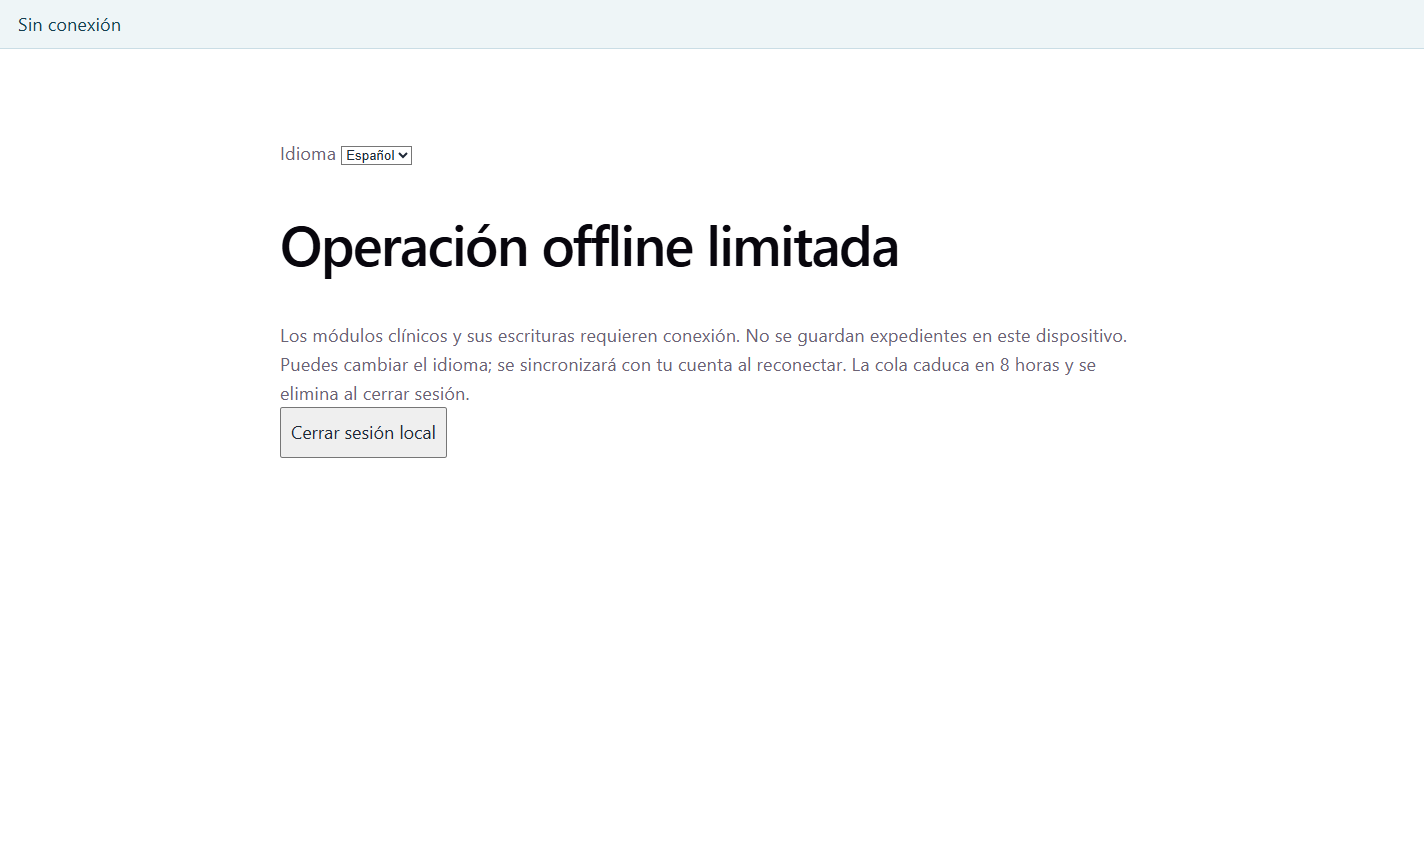 Sin conexión
Idioma Español
Operación offline limitada
Los módulos clínicos y sus escrituras requieren conexión. No se guardan expedientes en este dispositivo.
Puedes cambiar el idioma; se sincronizará con tu cuenta al reconectar. La cola caduca en 8 horas y se
elimina al cerrar sesión.
Cerrar sesión local